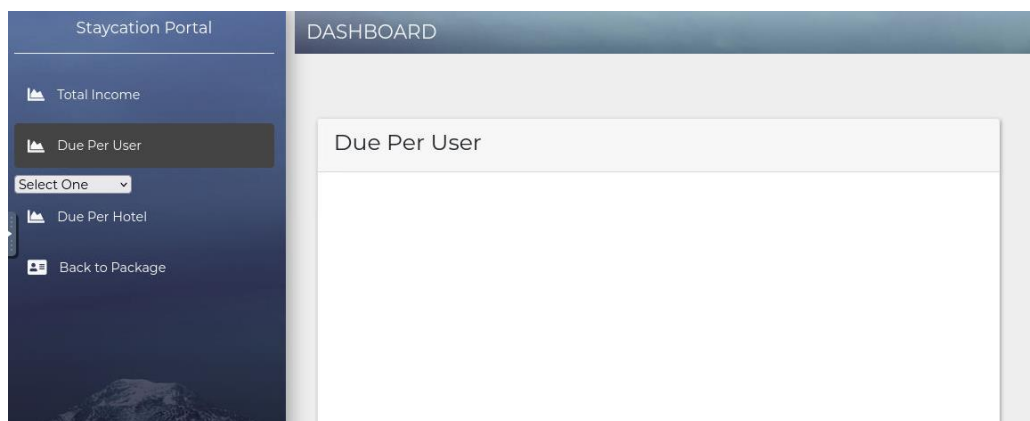 Staycation Portal
Total Income
Due Per User
Select One
Due Per Hotel
Back to Package
DASHBOARD
Due Per User